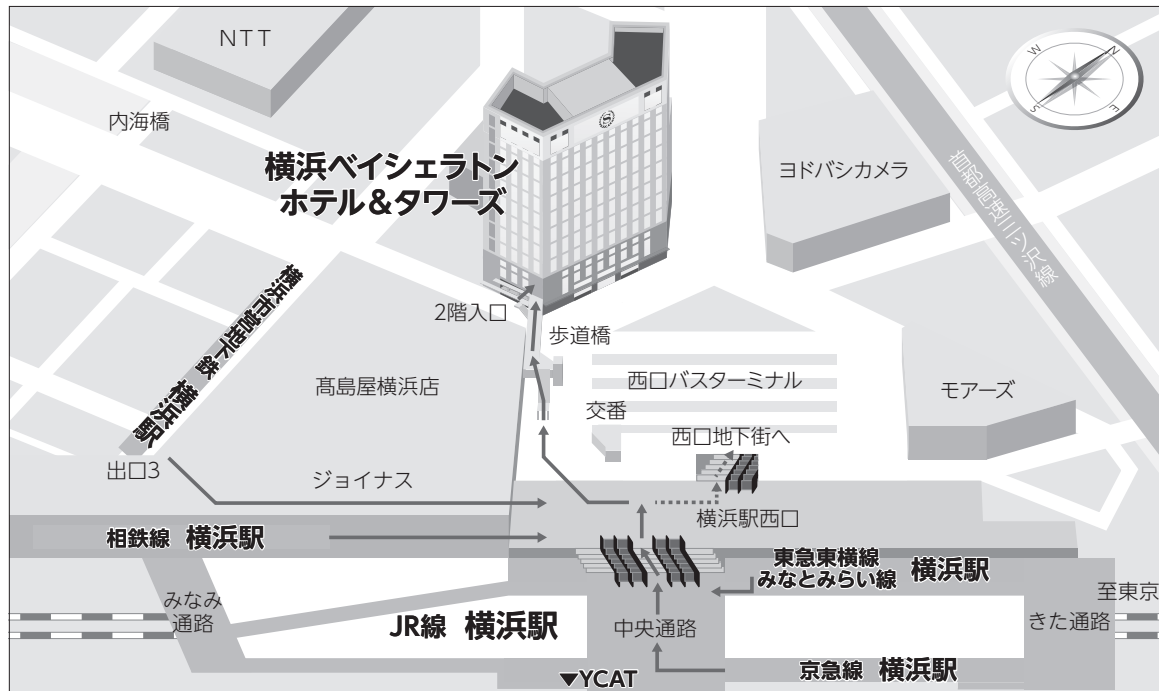 NTT
内海橋
W
N
S
E
横浜ベイシェラトン
ホテル&タワーズ
ヨドバシカメラ
首都高速三ツ沢線
横浜市営地下鉄 横浜駅
2階入口
歩道橋
髙島屋横浜店
西口バスターミナル
モアーズ
交番
西口地下街へ
出口3
ジョイナス
横浜駅西口
相鉄線 横浜駅
東急東横線
みなとみらい線 横浜駅
みなみ
通路
JR線 横浜駅
中央通路
至東京
きた通路
京急線 横浜駅
▼YCAT